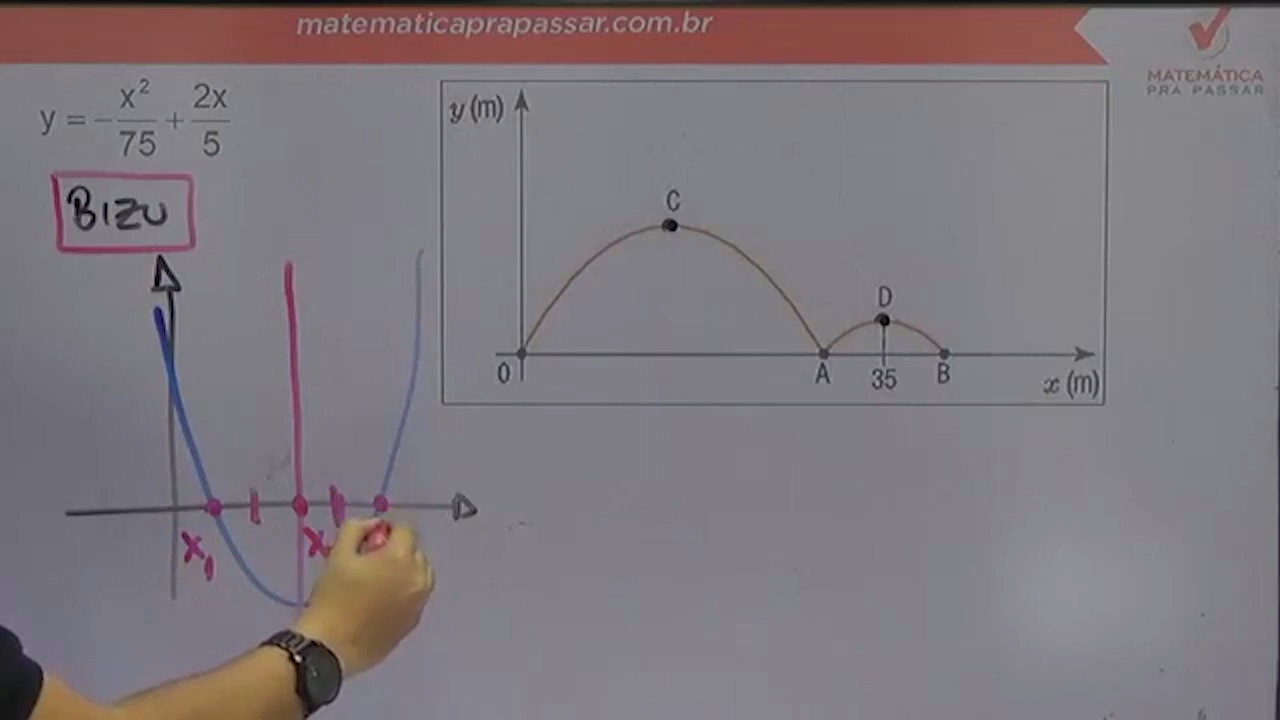 matematicaprapassar.com.br
MATEMÁTICA
PRA PASSAR
y = -x²/75 + 2x/5
BIZU
x₁
x
y (m)
C
D
0
A
35
B
x (m)